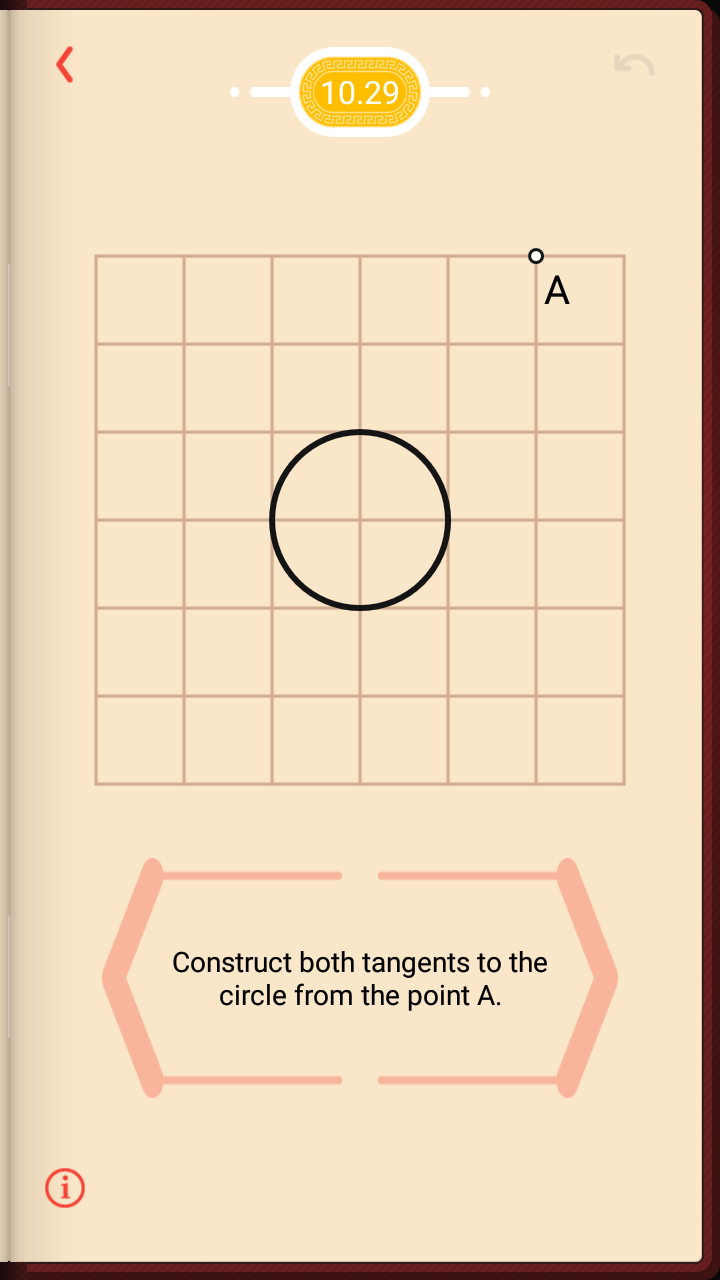 10.29
A
Construct both tangents to the
circle from the point A.
i